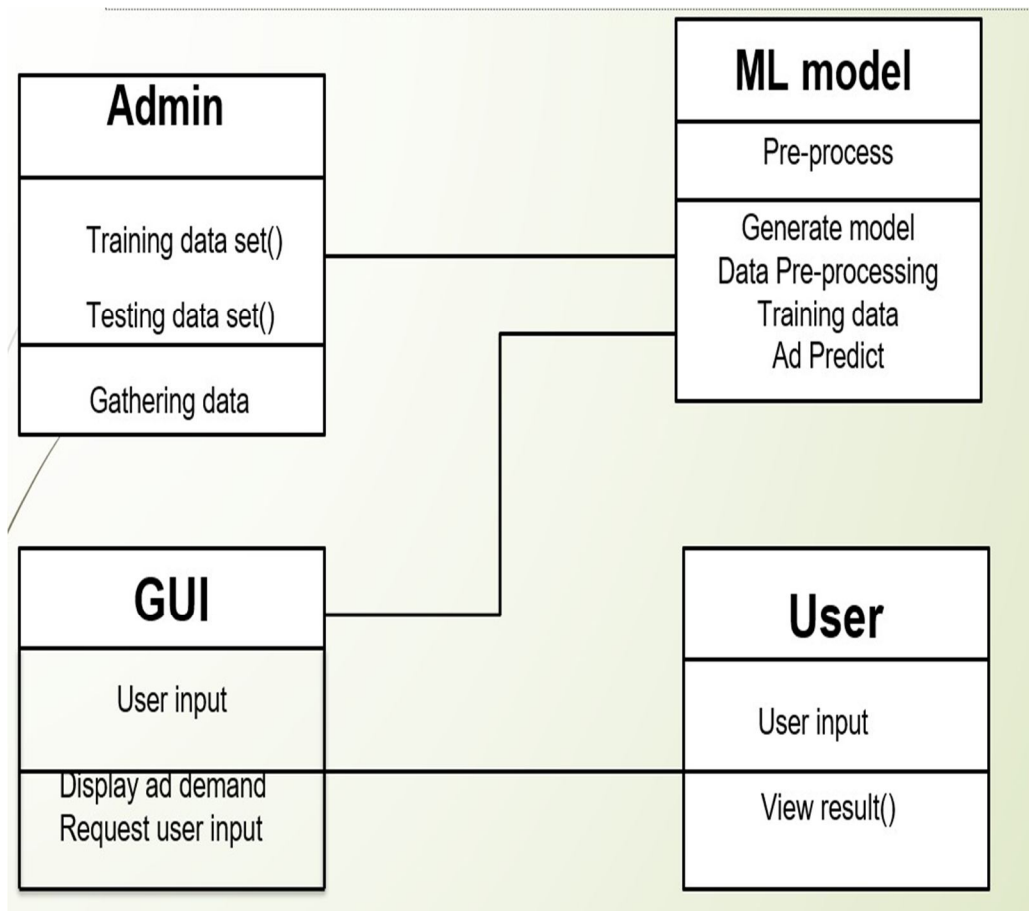 Admin
Training data set()
Testing data set()
Gathering data
ML model
Pre-process
Generate model
Data Pre-processing
Training data
Ad Predict
GUI
User input
Display ad demand
Request user input
User
User input
View result()